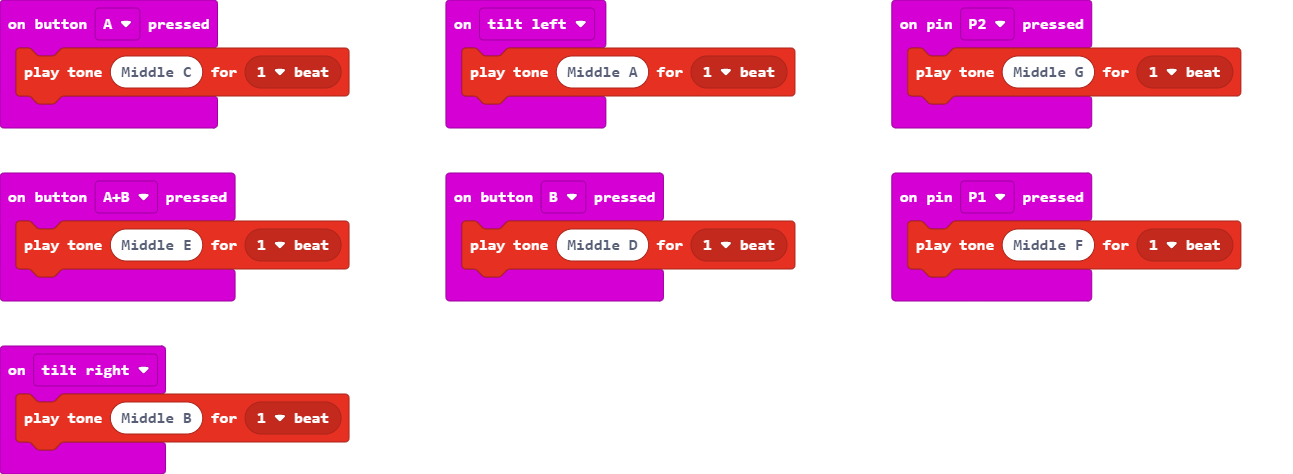 on button A pressed
play tone Middle C for 1 beat
on tilt left
play tone Middle A for 1 beat
on pin P2 pressed
play tone Middle G for 1 beat
on button A+B pressed
play tone Middle E for 1 beat
on button B pressed
play tone Middle D for 1 beat
on pin P1 pressed
play tone Middle F for 1 beat
on tilt right
play tone Middle B for 1 beat